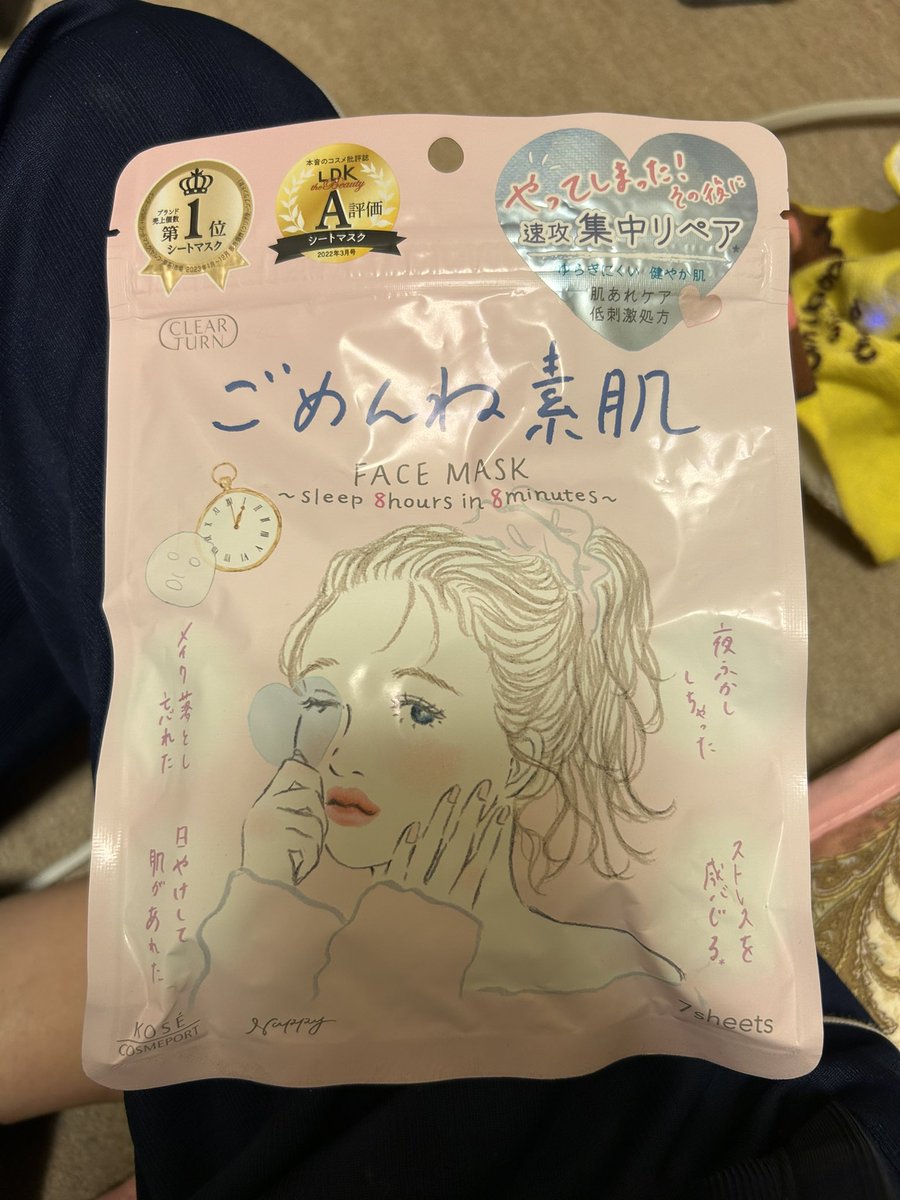 ブランド
売上個数
第1位
シートマスク
本音のコスメ批評誌
LDK
the Beauty
A評価
シートマスク
2022年3月号
やってしまった!
その後に
速攻 集中リペア*
ゆらぎにくい 健やか肌
肌あれケア
低刺激処方
CLEAR
TURN
ごめんね素肌
FACE MASK
~sleep 8hours in 8minutes~
メイク落とし
忘れた
夜ふかし
しちゃった
日やけして
肌があれた
ストレスを
感じる*
KOSÉ
COSMEPORT
Nappy
7sheets